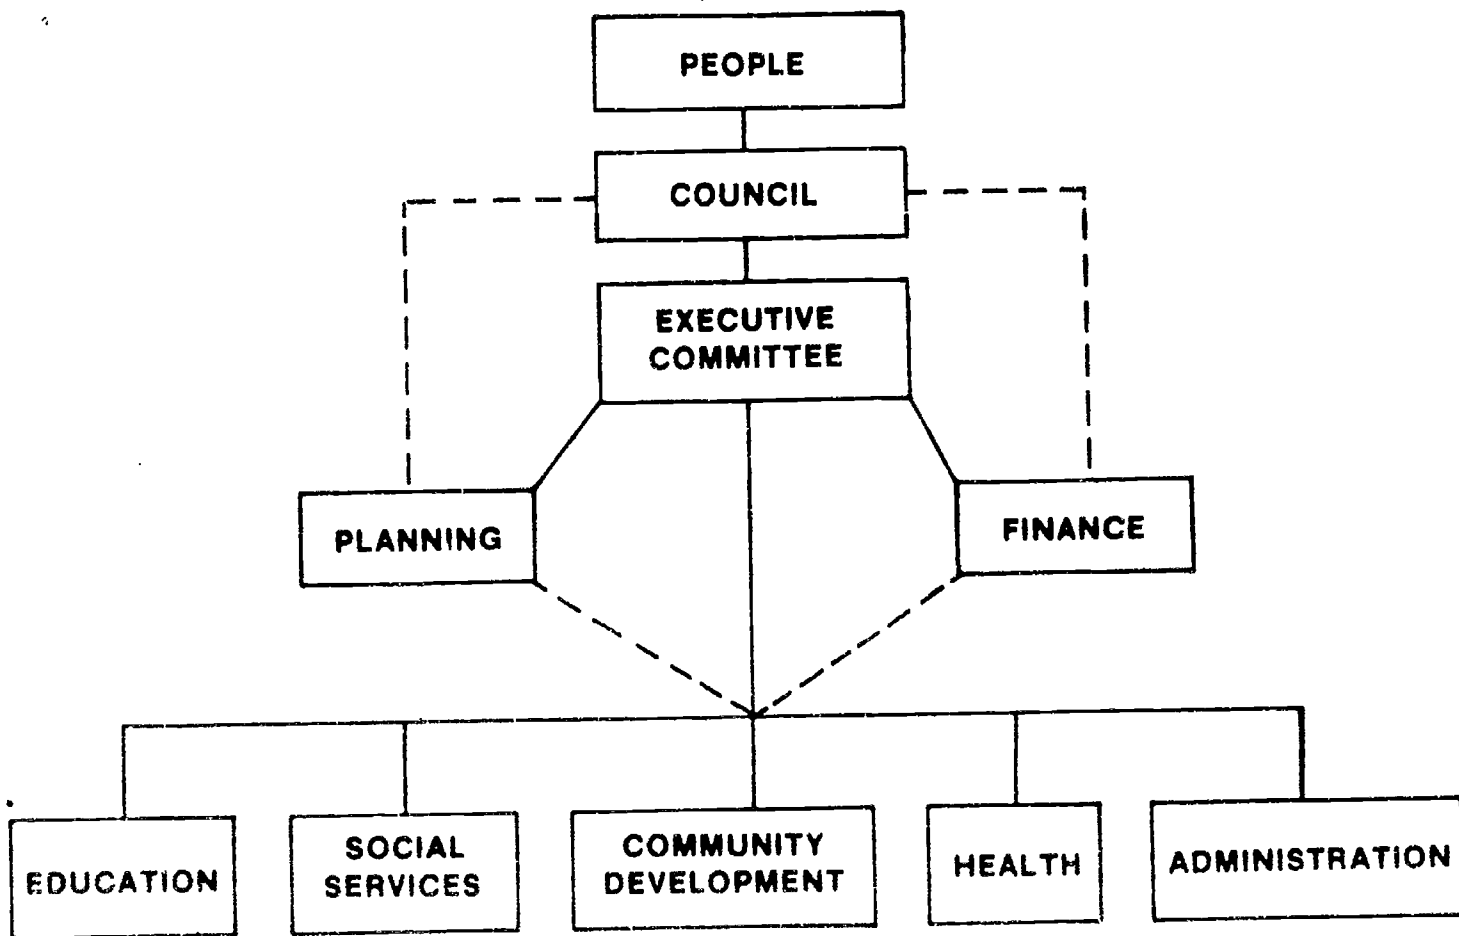 PEOPLE
COUNCIL
EXECUTIVE
COMMITTEE
PLANNING
FINANCE
EDUCATION
SOCIAL
SERVICES
COMMUNITY
DEVELOPMENT
HEALTH
ADMINISTRATION